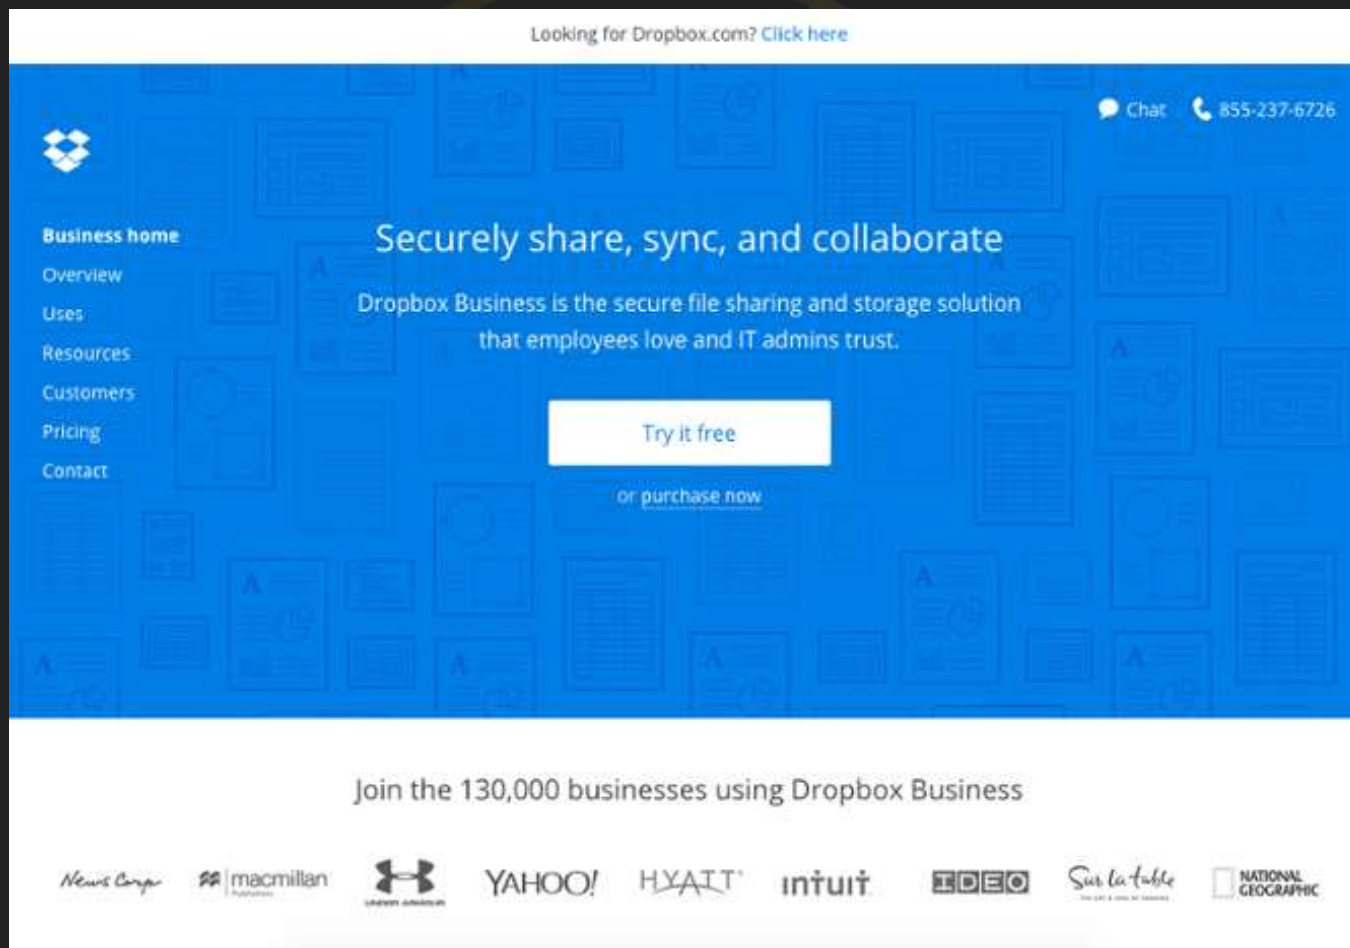 Looking for Dropbox.com? Click here
Chat 855-237-6726
Business home
Overview
Uses
Resources
Customers
Pricing
Contact
Securely share, sync, and collaborate
Dropbox Business is the secure file sharing and storage solution
that employees love and IT admins trust.
Try it free
or purchase now
Join the 130,000 businesses using Dropbox Business
News Corp
macmillan
Publishers
UNDER ARMOUR
YAHOO!
HYATT
intuit
IDEO
Sur la table
NATIONAL
GEOGRAPHIC